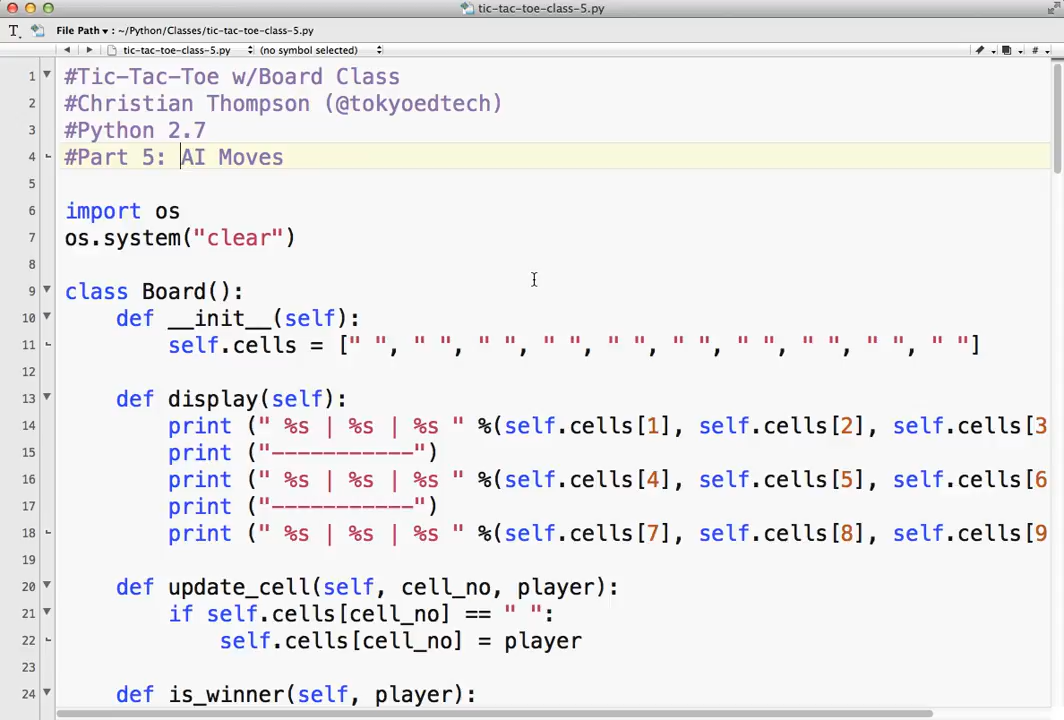 tic-tac-toe-class-5.py
File Path ▾ : ~/Python/Classes/tic-tac-toe-class-5.py
tic-tac-toe-class-5.py (no symbol selected) #
1 #Tic-Tac-Toe w/Board Class
2 #Christian Thompson (@tokyoedtech)
3 #Python 2.7
4 #Part 5: AI Moves
5
6 import os
7 os.system("clear")
8
9 class Board():
10     def __init__(self):
11         self.cells = [" ", " ", " ", " ", " ", " ", " ", " ", " ", " "]
12
13     def display(self):
14         print (" %s | %s | %s " %(self.cells[1], self.cells[2], self.cells[3
15         print ("-----------")
16         print (" %s | %s | %s " %(self.cells[4], self.cells[5], self.cells[6
17         print ("-----------")
18         print (" %s | %s | %s " %(self.cells[7], self.cells[8], self.cells[9
19
20     def update_cell(self, cell_no, player):
21         if self.cells[cell_no] == " ":
22             self.cells[cell_no] = player
23
24     def is_winner(self, player):